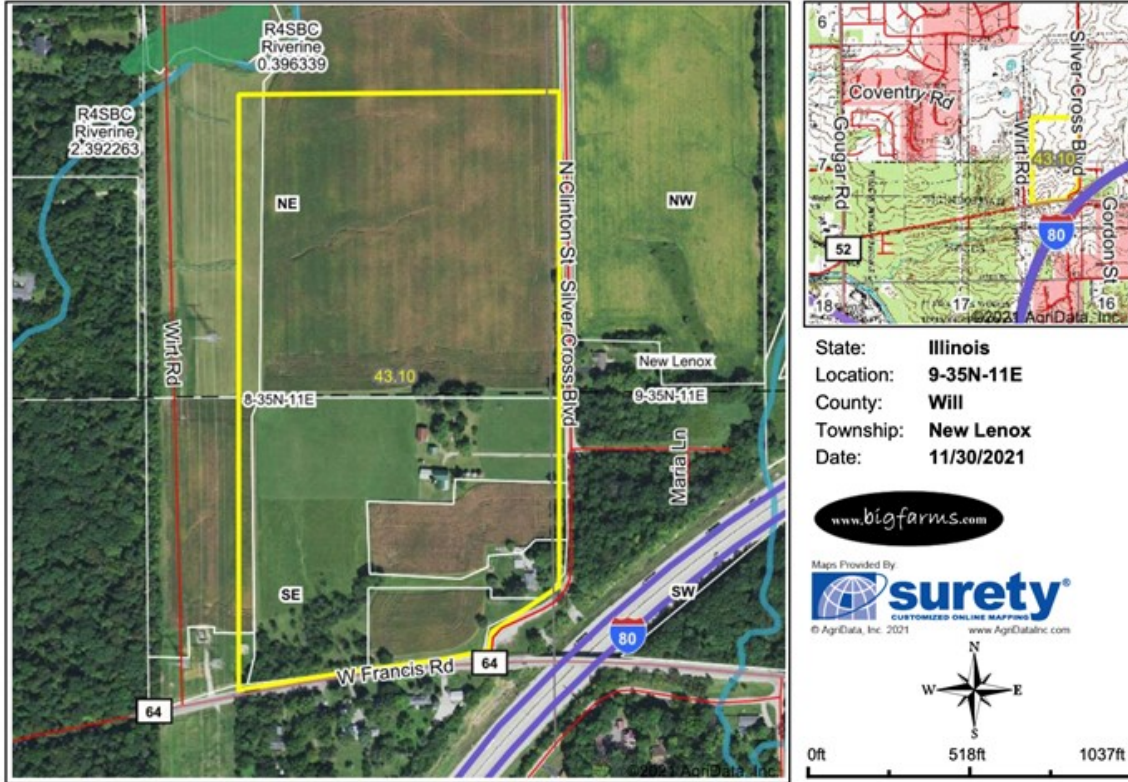 R4SBC
Riverine
0.396339
R4SBC
Riverine
2.392263
NE
NW
N Clinton St
Silver Cross Blvd
Wirt Rd
New Lenox
43.10
8-35N-11E
9-35N-11E
Maria Ln
SE
SW
80
64
W Francis Rd
64
©2021 AgriData, Inc.
6
Coventry Rd
Silver Cross Blvd
Gougar Rd
Wirt Rd
7
43.10
80
Gordon St
52
18
17
16
©2021 AgriData, Inc.
State: Illinois
Location: 9-35N-11E
County: Will
Township: New Lenox
Date: 11/30/2021
www.bigfarms.com
Maps Provided By:
surety®
CUSTOMIZED ONLINE MAPPING
© AgriData, Inc. 2021 www.AgriDataInc.com
N
W E
S
0ft 518ft 1037ft